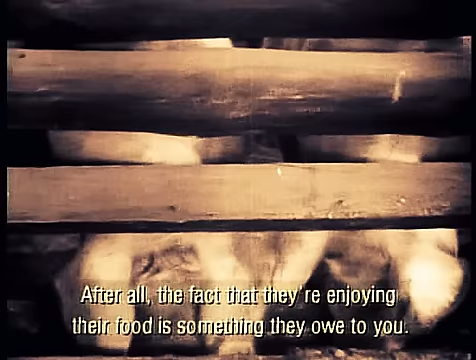 After all, the fact that they're enjoying
their food is something they owe to you.